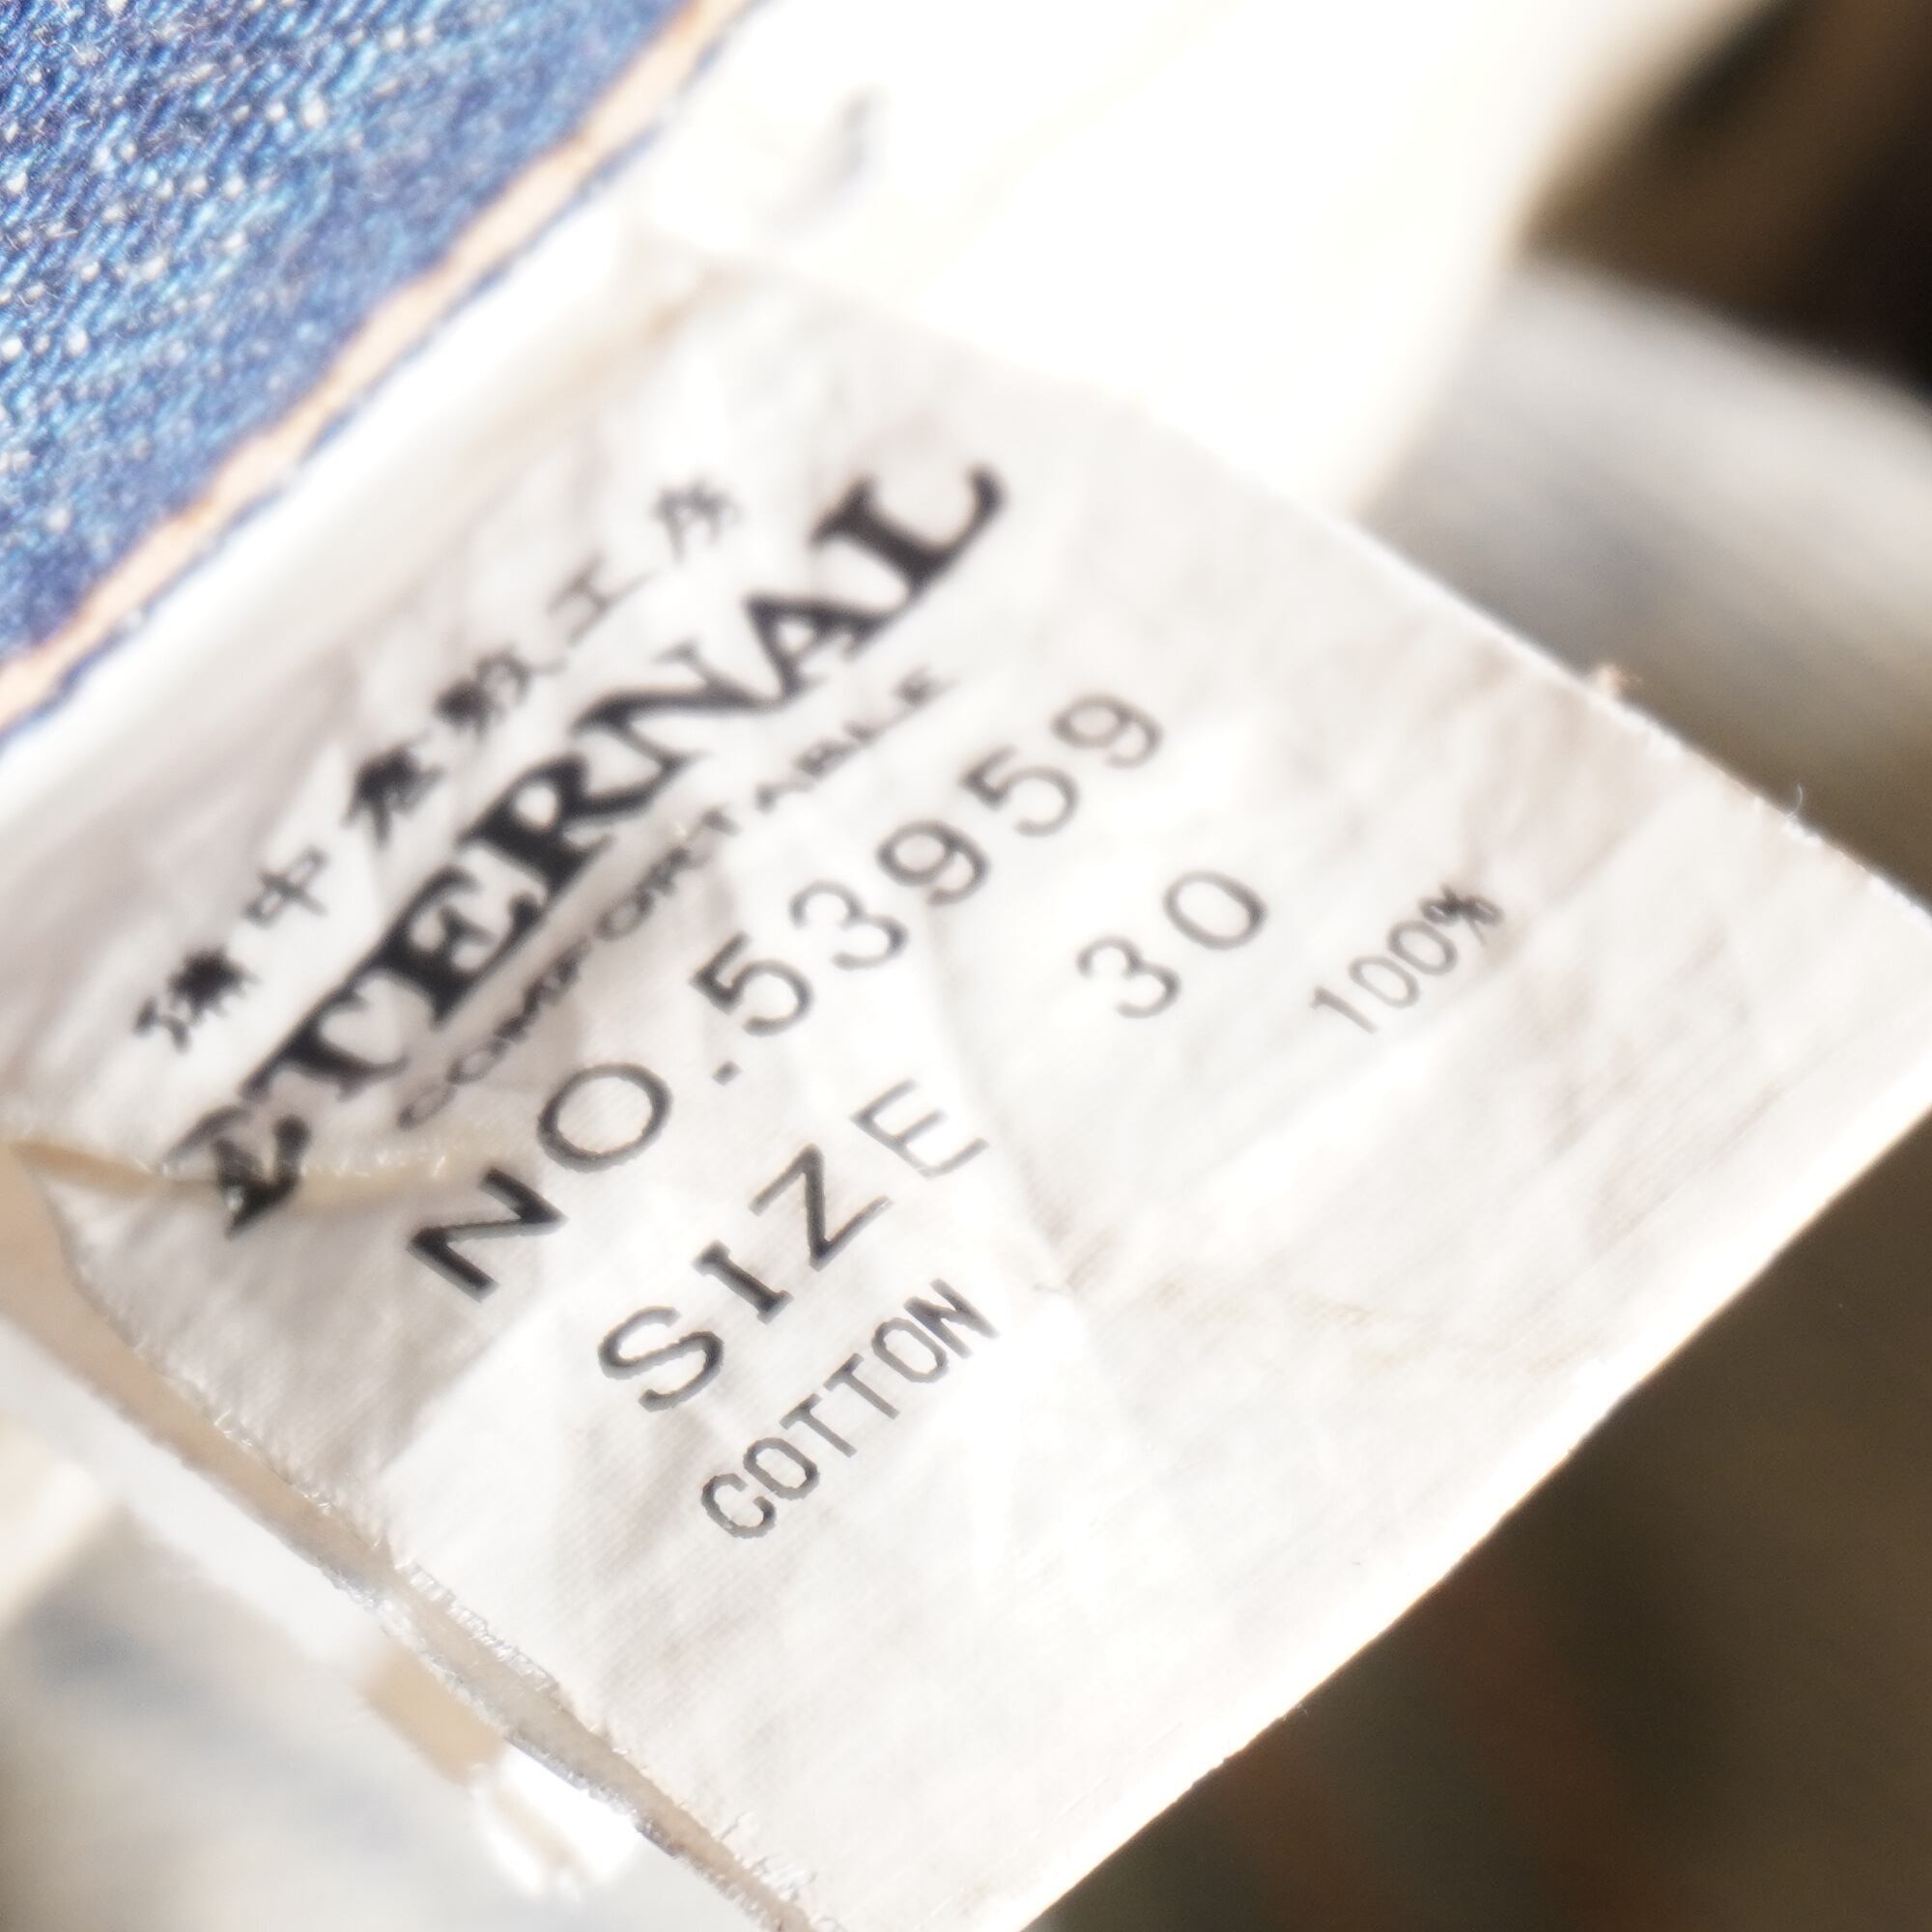 備中倉敷工房
ETERNAL
COMFORTABLE
NO.53959
SIZE 30
COTTON 100%